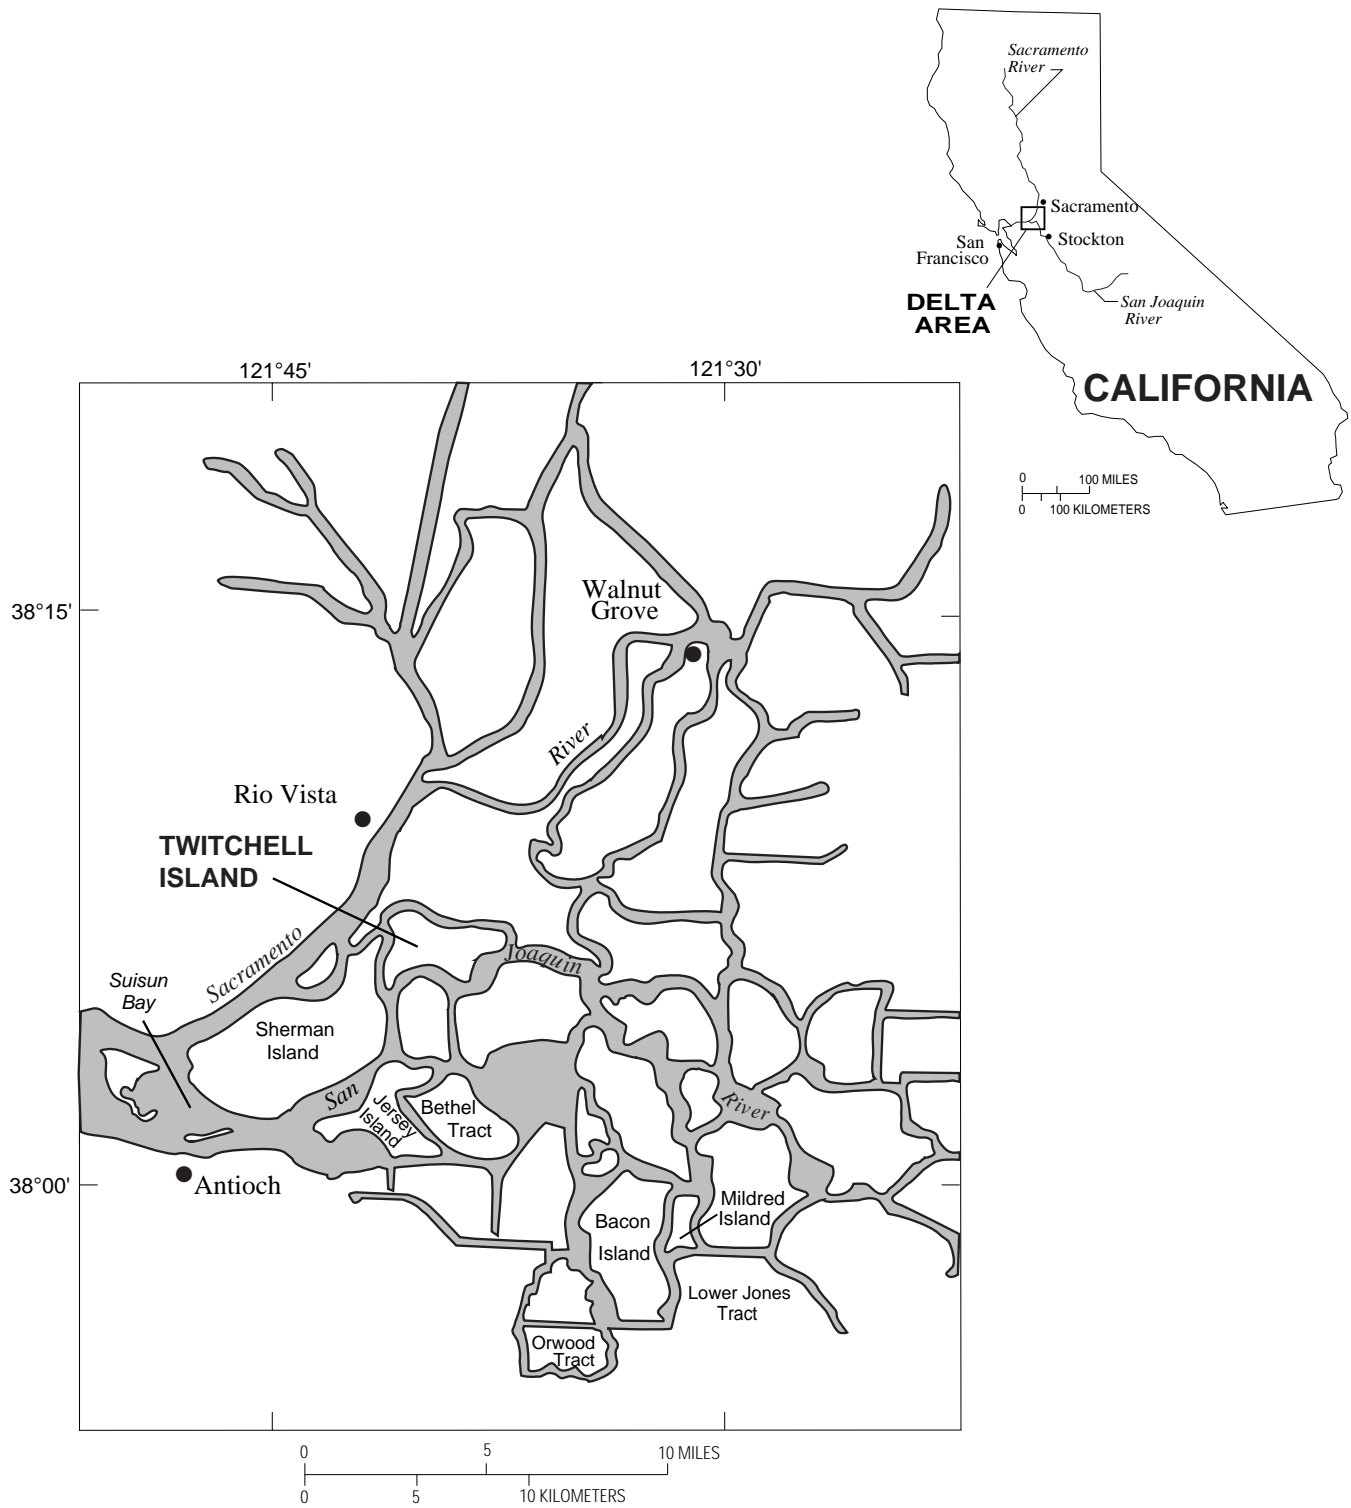 Sacramento
River
Sacramento
Stockton
San
Francisco
DELTA
AREA
San Joaquin
River
CALIFORNIA
0 100 MILES
0 100 KILOMETERS
121°45' 121°30'
38°15'
Walnut
Grove
River
Rio Vista
TWITCHELL
ISLAND
Sacramento
Joaquin
Suisun
Bay
Sherman
Island
San
Jersey
Island
Bethel
Tract
River
38°00'
Antioch
Mildred
Island
Bacon
Island
Lower Jones
Tract
Orwood
Tract
0 5 10 MILES
0 5 10 KILOMETERS